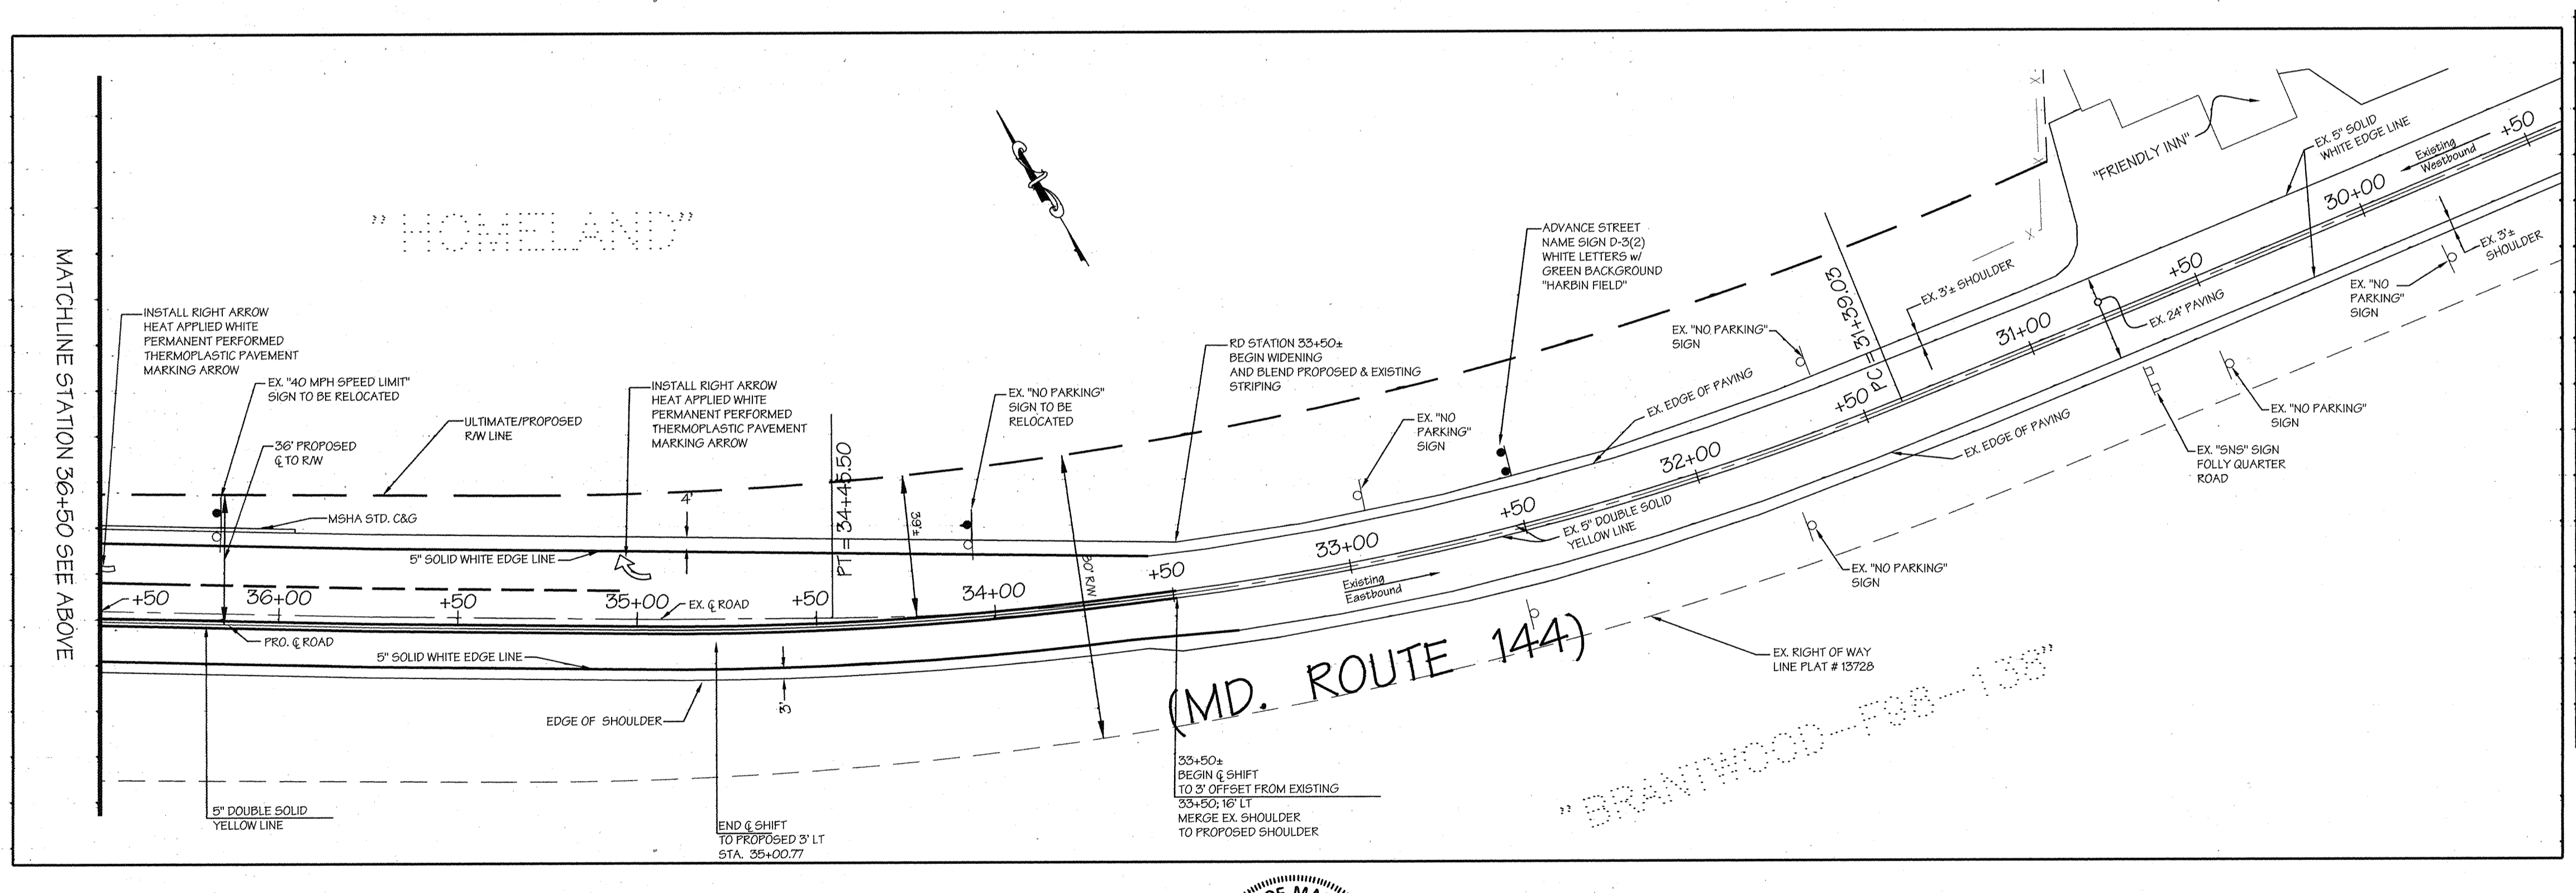 "HOMELAND"
MATCHLINE STATION 36+50 SEE ABOVE
INSTALL RIGHT ARROW
HEAT APPLIED WHITE
PERMANENT PERFORMED
THERMOPLASTIC PAVEMENT
MARKING ARROW
EX. "40 MPH SPEED LIMIT"
SIGN TO BE RELOCATED
36' PROPOSED
℄ TO R/W
ULTIMATE/PROPOSED
R/W LINE
MSHA STD. C&G
INSTALL RIGHT ARROW
HEAT APPLIED WHITE
PERMANENT PERFORMED
THERMOPLASTIC PAVEMENT
MARKING ARROW
4'
5" SOLID WHITE EDGE LINE
PT = 34+45.50
39'±
EX. "NO PARKING"
SIGN TO BE
RELOCATED
RD STATION 33+50±
BEGIN WIDENING
AND BLEND PROPOSED & EXISTING
STRIPING
EX. "NO
PARKING"
SIGN
ADVANCE STREET
NAME SIGN D-3(2)
WHITE LETTERS w/
GREEN BACKGROUND
"HARBIN FIELD"
EX. "NO PARKING"
SIGN
EX. EDGE OF PAVING
PC = 31+39.03
EX. 3'± SHOULDER
"FRIENDLY INN"
EX. 5" SOLID
WHITE EDGE LINE
Existing
Westbound
+50
30+00
+50
31+00
+50
32+00
+50
33+00
+50
34+00
+50
35+00
+50
36+00
+50
EX. 3'±
SHOULDER
EX. "NO
PARKING"
SIGN
EX. 24' PAVING
EX. "NO PARKING"
SIGN
EX. "SNS" SIGN
FOLLY QUARTER
ROAD
EX. EDGE OF PAVING
EX. 5" DOUBLE SOLID
YELLOW LINE
Existing
Eastbound
EX. "NO PARKING"
SIGN
EX. RIGHT OF WAY
LINE PLAT # 13728
(MD. ROUTE 144)
"BRANTWOOD--F98-138"
EX. ℄ ROAD
PRO. ℄ ROAD
5" SOLID WHITE EDGE LINE
EDGE OF SHOULDER
3'
R/W
5" DOUBLE SOLID
YELLOW LINE
END ℄ SHIFT
TO PROPOSED 3' LT
STA. 35+00.77
33+50±
BEGIN ℄ SHIFT
TO 3' OFFSET FROM EXISTING
33+50; 16' LT
MERGE EX. SHOULDER
TO PROPOSED SHOULDER